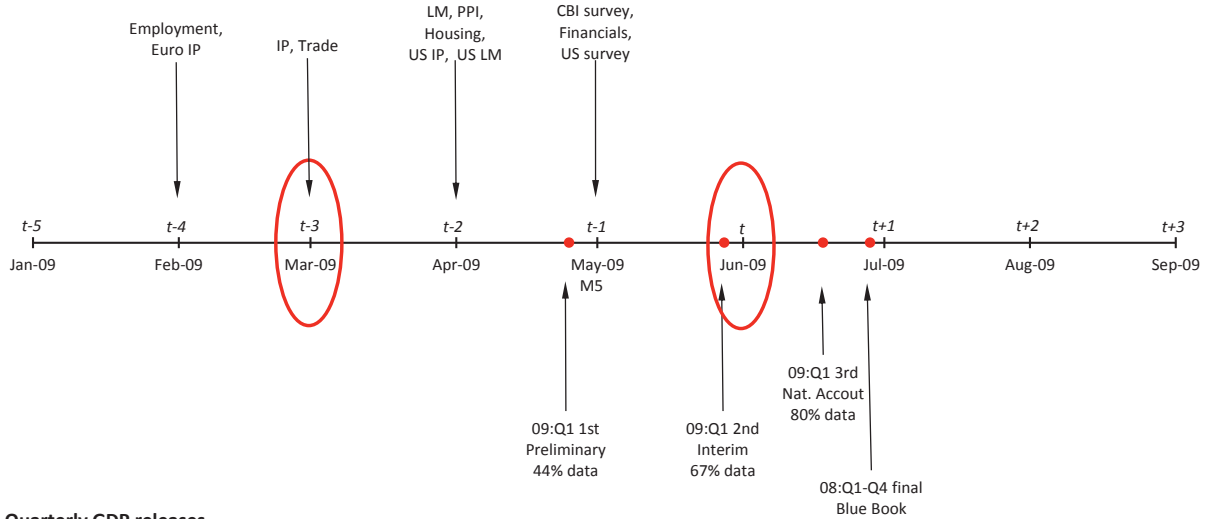 Employment,
Euro IP
IP, Trade
LM, PPI,
Housing,
US IP, US LM
CBI survey,
Financials,
US survey
t-5
t-4
t-3
t-2
t-1
t
t+1
t+2
t+3
Jan-09
Feb-09
Mar-09
Apr-09
May-09
M5
Jun-09
Jul-09
Aug-09
Sep-09
09:Q1 1st
Preliminary
44% data
09:Q1 2nd
Interim
67% data
09:Q1 3rd
Nat. Accout
80% data
08:Q1-Q4 final
Blue Book
Quarterly GDP releases